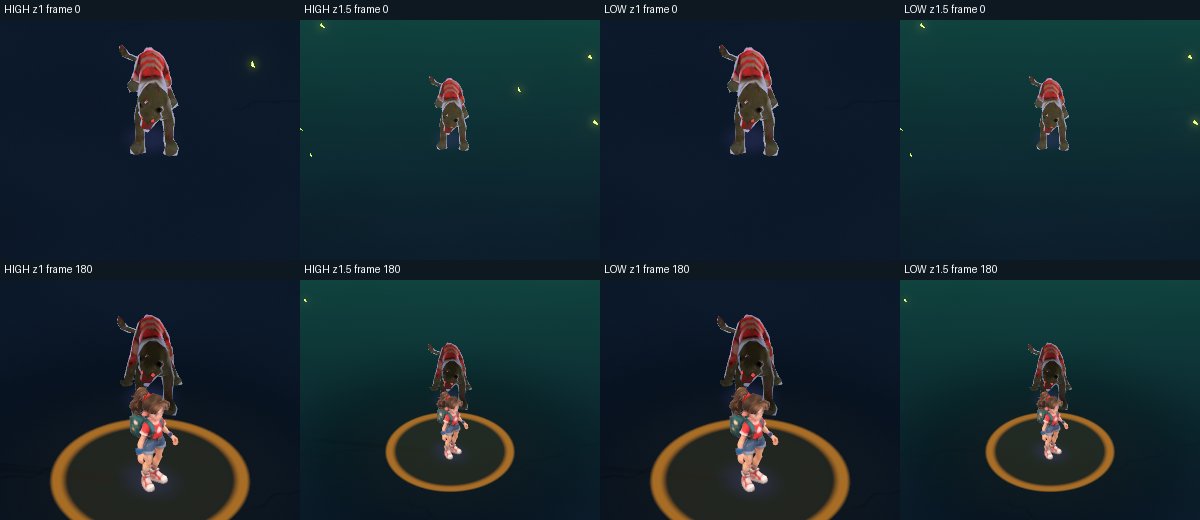 HIGH z1 frame 0
HIGH z1.5 frame 0
LOW z1 frame 0
LOW z1.5 frame 0
HIGH z1 frame 180
HIGH z1.5 frame 180
LOW z1 frame 180
LOW z1.5 frame 180